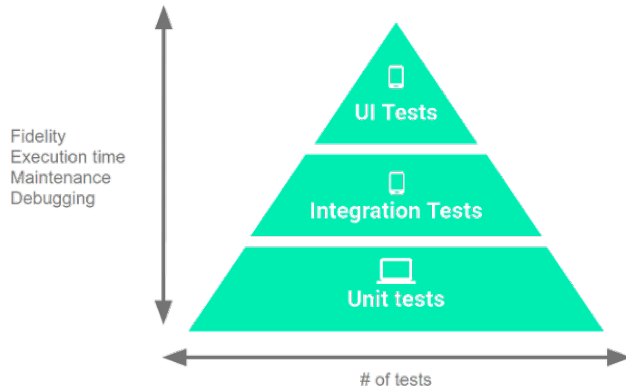 UI Tests
Fidelity
Execution time
Maintenance
Debugging
Integration Tests
Unit tests
# of tests